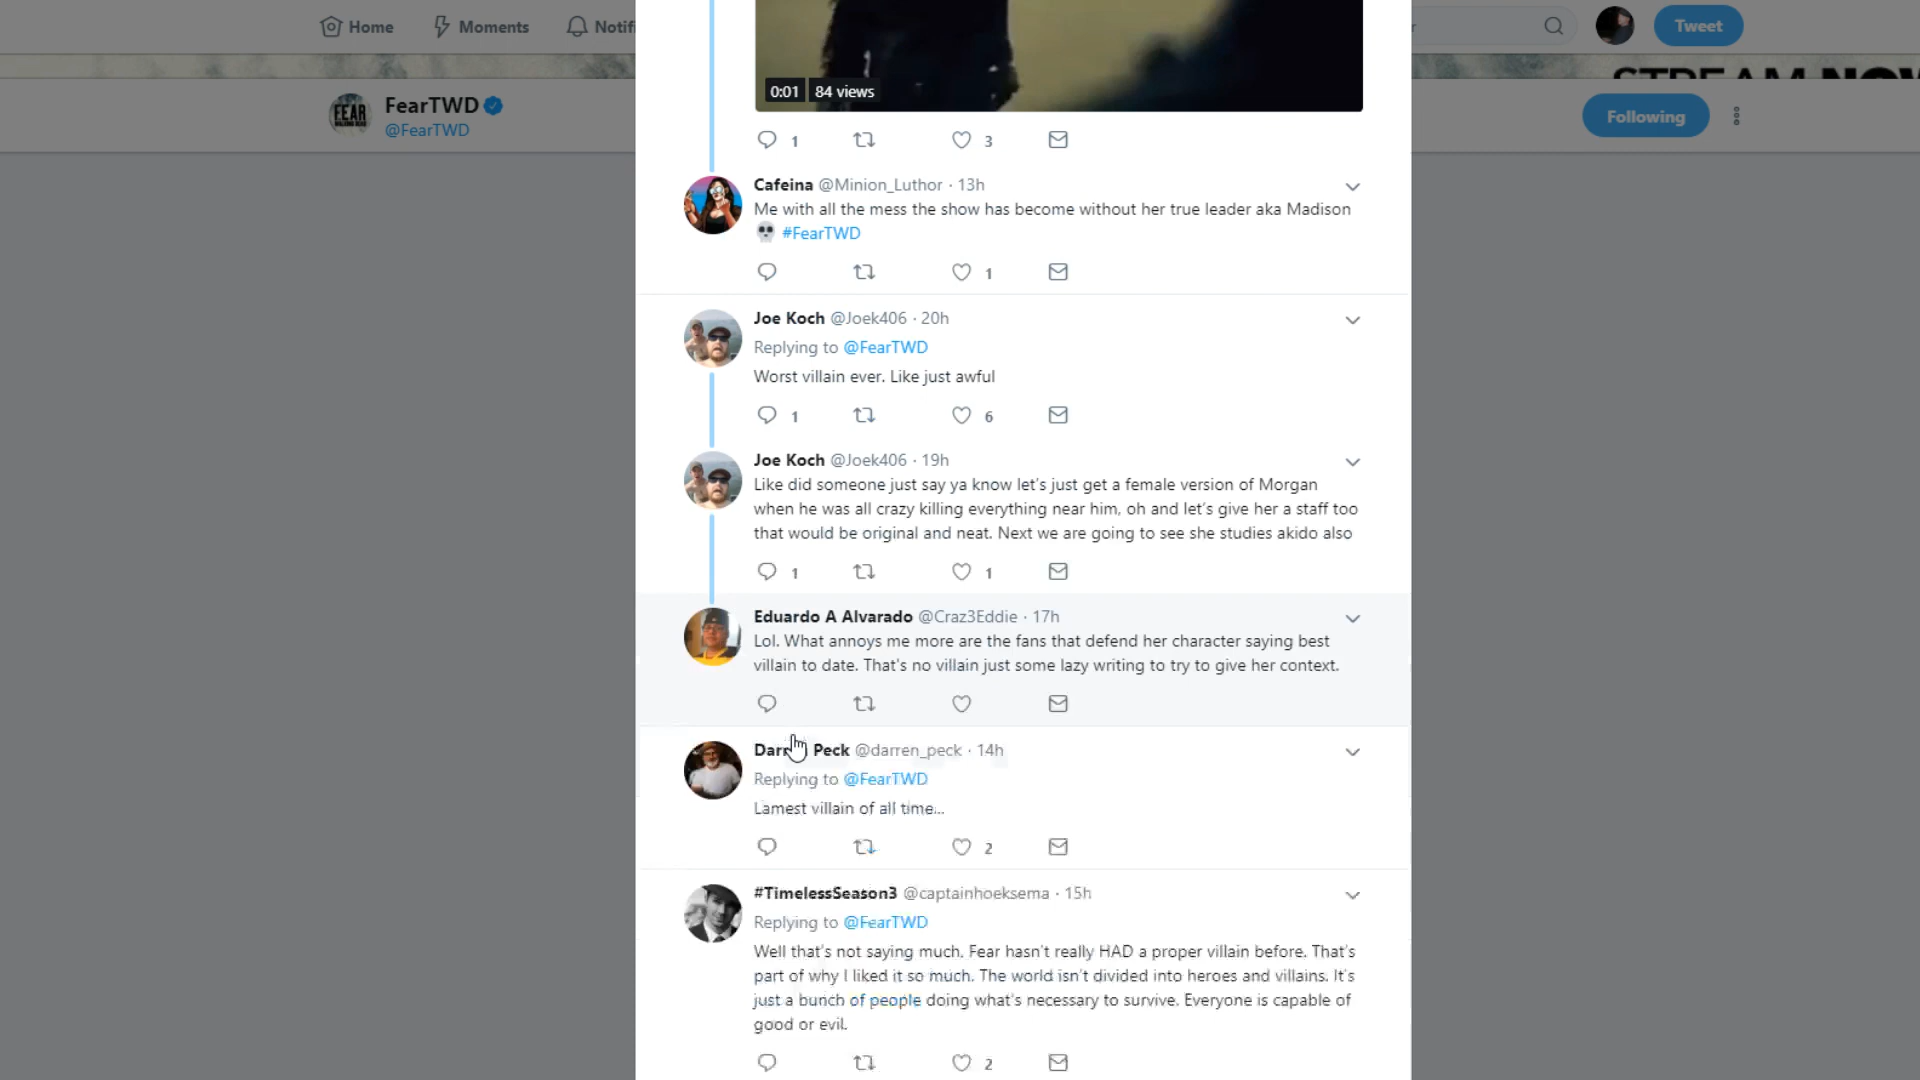 Home
Moments
Notifi
r
Tweet
STREAM NOW
FEAR
FearTWD
@FearTWD
Following
0:01
84 views
1
3
Cafeina @Minion_Luthor · 13h
Me with all the mess the show has become without her true leader aka Madison
💀 #FearTWD
1
Joe Koch @Joek406 · 20h
Replying to @FearTWD
Worst villain ever. Like just awful
1
6
Joe Koch @Joek406 · 19h
Like did someone just say ya know let's just get a female version of Morgan
when he was all crazy killing everything near him, oh and let's give her a staff too
that would be original and neat. Next we are going to see she studies akido also
1
1
Eduardo A Alvarado @Craz3Eddie · 17h
Lol. What annoys me more are the fans that defend her character saying best
villain to date. That's no villain just some lazy writing to try to give her context.
Peck @darren_peck · 14h
Replying to @FearTWD
Lamest villain of all time...
2
#TimelessSeason3 @captainhoeksema · 15h
Replying to @FearTWD
Well that's not saying much. Fear hasn't really HAD a proper villain before. That's
part of why I liked it so much. The world isn't divided into heroes and villains. It's
just a bunch of people doing what's necessary to survive. Everyone is capable of
good or evil.
2